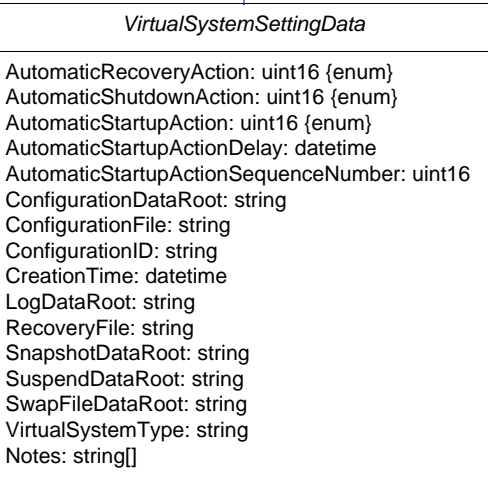 VirtualSystemSettingData
AutomaticRecoveryAction: uint16 {enum}
AutomaticShutdownAction: uint16 {enum}
AutomaticStartupAction: uint16 {enum}
AutomaticStartupActionDelay: datetime
AutomaticStartupActionSequenceNumber: uint16
ConfigurationDataRoot: string
ConfigurationFile: string
ConfigurationID: string
CreationTime: datetime
LogDataRoot: string
RecoveryFile: string
SnapshotDataRoot: string
SuspendDataRoot: string
SwapFileDataRoot: string
VirtualSystemType: string
Notes: string[]